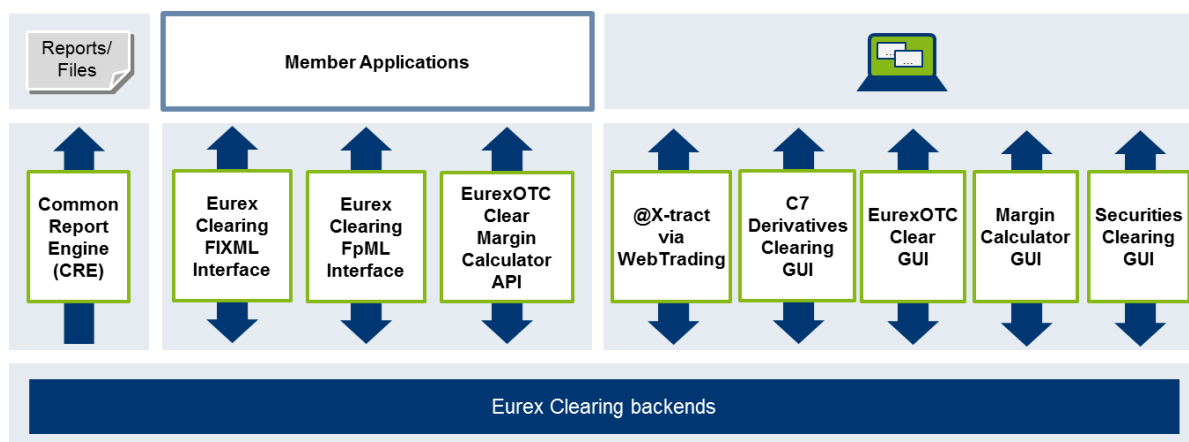 Reports/
Files
Member Applications
...
...
Common
Report
Engine
(CRE)
Eurex
Clearing
FIXML
Interface
Eurex
Clearing
FpML
Interface
EurexOTC
Clear
Margin
Calculator
API
@X-tract
via
WebTrading
C7
Derivatives
Clearing
GUI
EurexOTC
Clear
GUI
Margin
Calculator
GUI
Securities
Clearing
GUI
Eurex Clearing backends